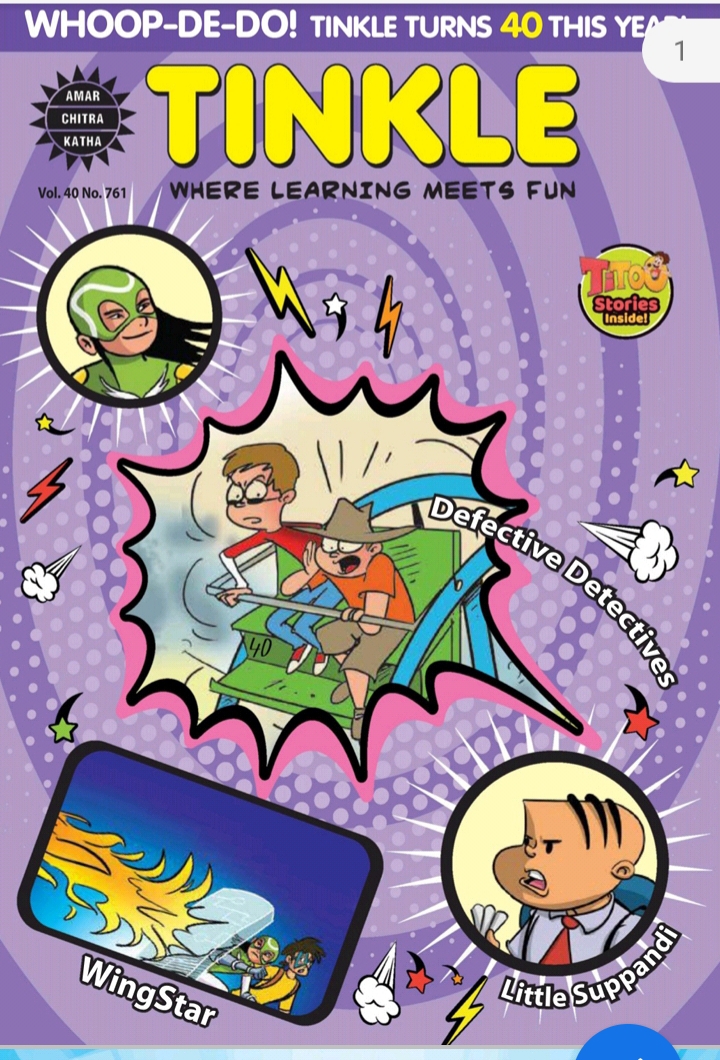 WHOOP-DE-DO! TINKLE TURNS 40 THIS YEAR!
1
AMAR
CHITRA
KATHA
TINKLE
Vol. 40 No. 761
WHERE LEARNING MEETS FUN
TiTOO
Stories
Inside!
Defective Detectives
40
WingStar
Little Suppandi